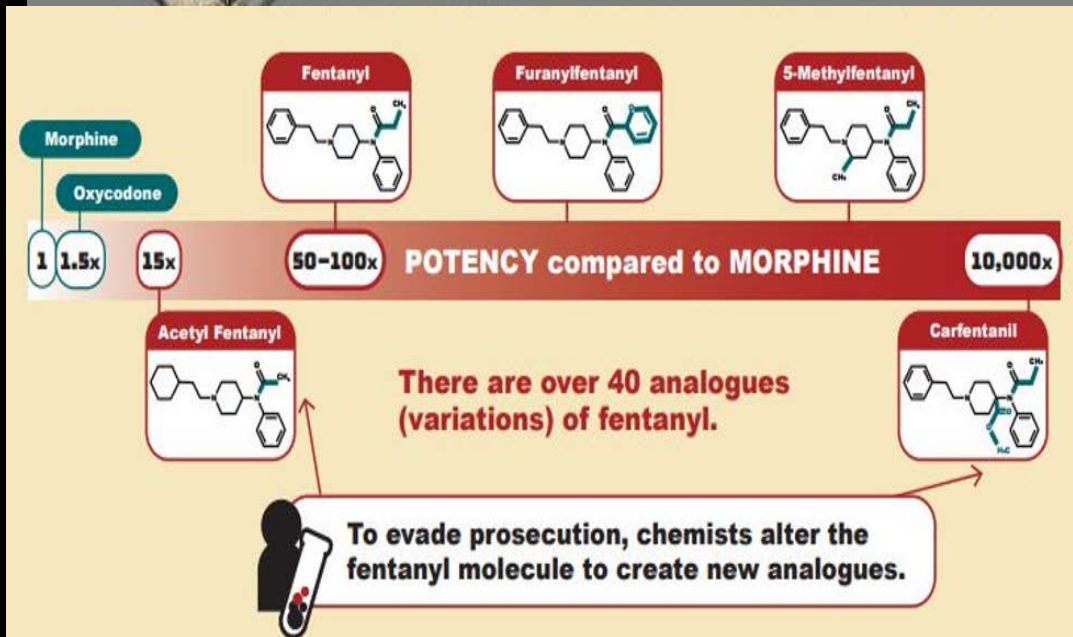 Fentanyl
Furanylfentanyl
5-Methylfentanyl
Morphine
Oxycodone
1
1.5x
15x
50–100x
POTENCY compared to MORPHINE
10,000x
Acetyl Fentanyl
Carfentanil
There are over 40 analogues
(variations) of fentanyl.
To evade prosecution, chemists alter the
fentanyl molecule to create new analogues.